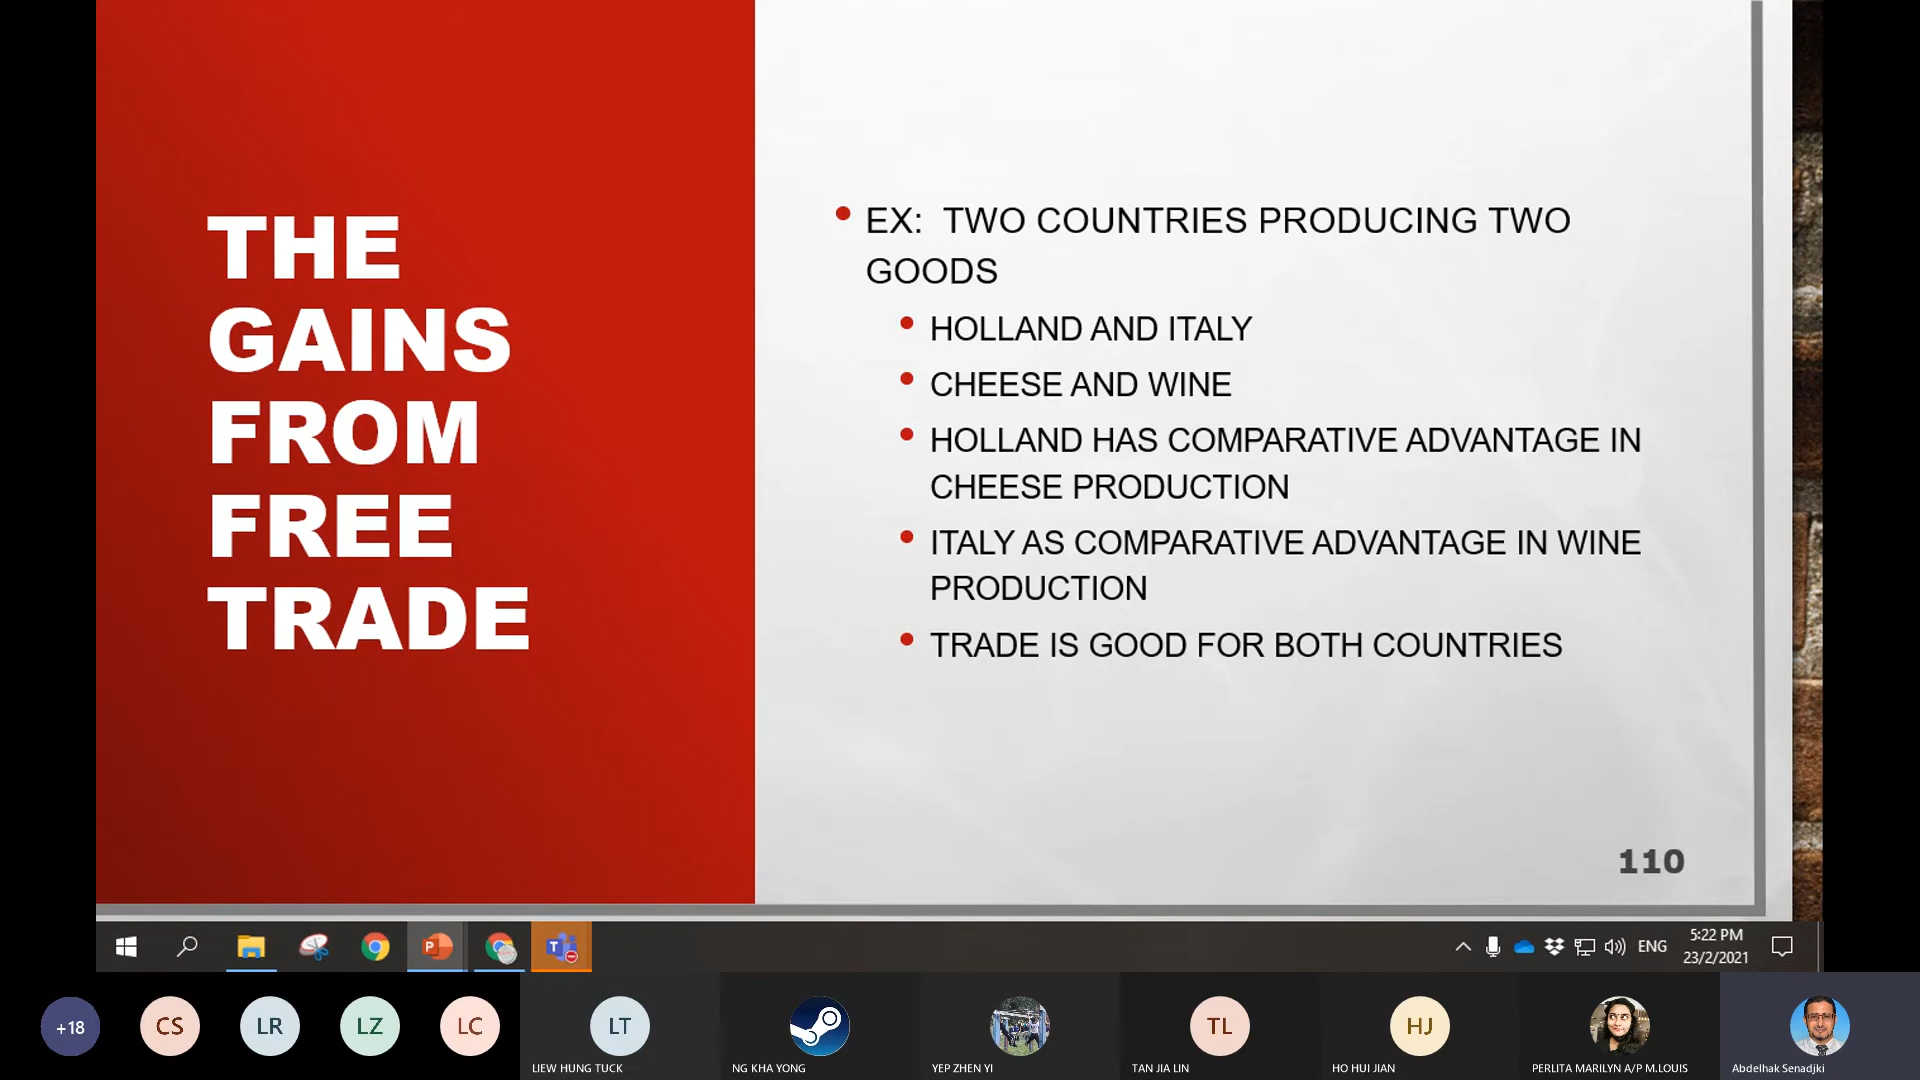 THE
GAINS
FROM
FREE
TRADE
EX:  TWO COUNTRIES PRODUCING TWO
GOODS
HOLLAND AND ITALY
CHEESE AND WINE
HOLLAND HAS COMPARATIVE ADVANTAGE IN
CHEESE PRODUCTION
ITALY AS COMPARATIVE ADVANTAGE IN WINE
PRODUCTION
TRADE IS GOOD FOR BOTH COUNTRIES
110
ENG
5:22 PM
23/2/2021
+18
CS
LR
LZ
LC
LT
TL
HJ
LIEW HUNG TUCK
NG KHA YONG
YEP ZHEN YI
TAN JIA LIN
HO HUI JIAN
PERLITA MARILYN A/P M.LOUIS
Abdelhak Senadjki